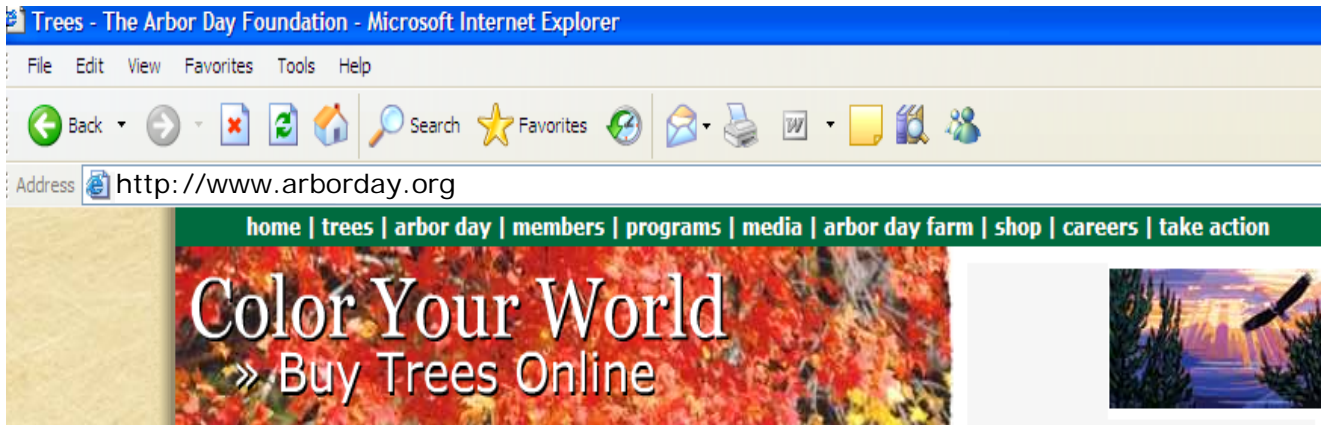 Trees - The Arbor Day Foundation - Microsoft Internet Explorer
File Edit View Favorites Tools Help
Back Search Favorites W
Address http://www.arborday.org
home | trees | arbor day | members | programs | media | arbor day farm | shop | careers | take action
Color Your World
» Buy Trees Online